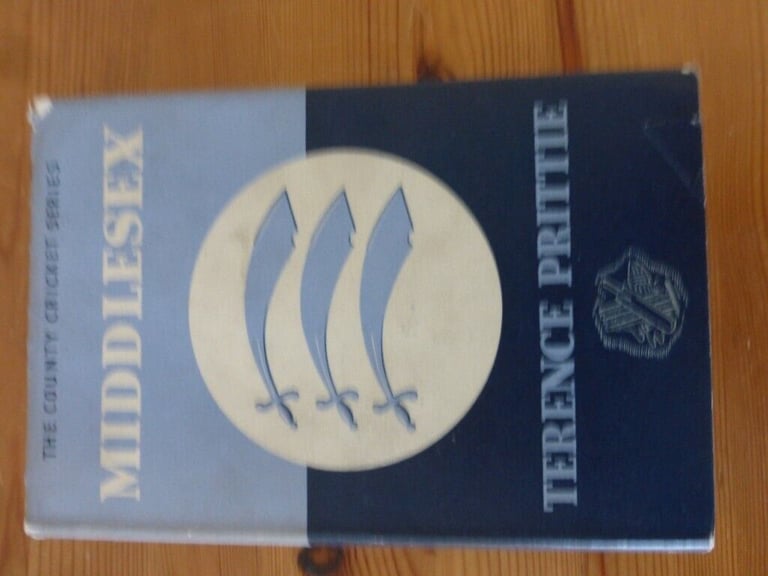 THE COUNTY CRICKET SERIES
MIDDLESEX
TERENCE PRITTIE